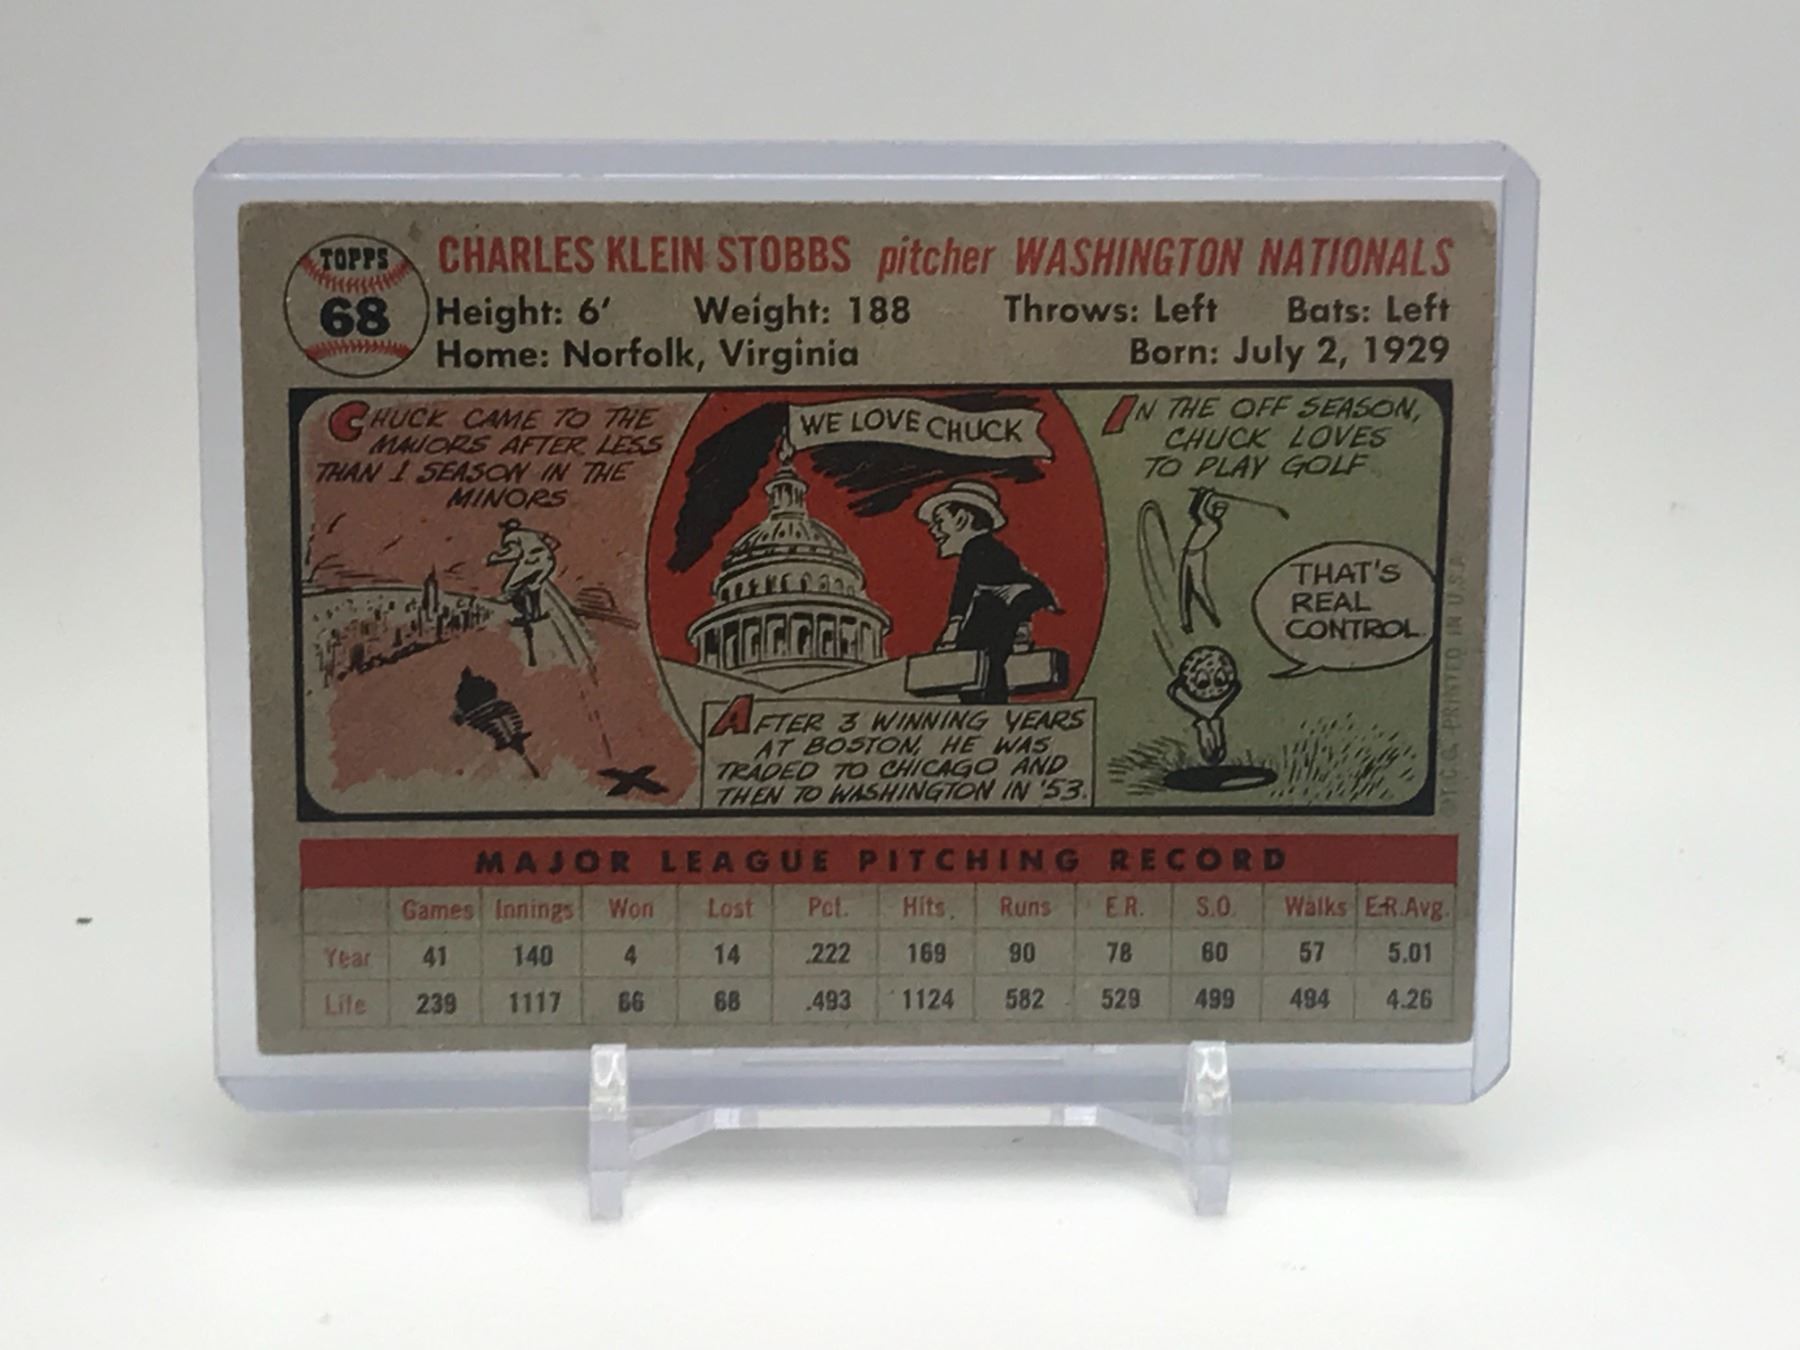 TOPPS
68
CHARLES KLEIN STOBBS pitcher WASHINGTON NATIONALS
Height: 6' Weight: 188 Throws: Left Bats: Left
Home: Norfolk, Virginia Born: July 2, 1929
CHUCK CAME TO THE
MAJORS AFTER LESS
THAN 1 SEASON IN THE
MINORS
WE LOVE CHUCK
AFTER 3 WINNING YEARS
AT BOSTON, HE WAS
TRADED TO CHICAGO AND
THEN TO WASHINGTON IN '53.
IN THE OFF SEASON,
CHUCK LOVES
TO PLAY GOLF
THAT'S
REAL
CONTROL.
©T.C.G. PRINTED IN U.S.A.
MAJOR LEAGUE PITCHING RECORD
Games Innings Won Lost Pct. Hits Runs E.R. S.O. Walks E.R.Avg.
Year 41 140 4 14 .222 169 90 78 60 57 5.01
Life 239 1117 66 68 .493 1124 582 529 499 494 4.26